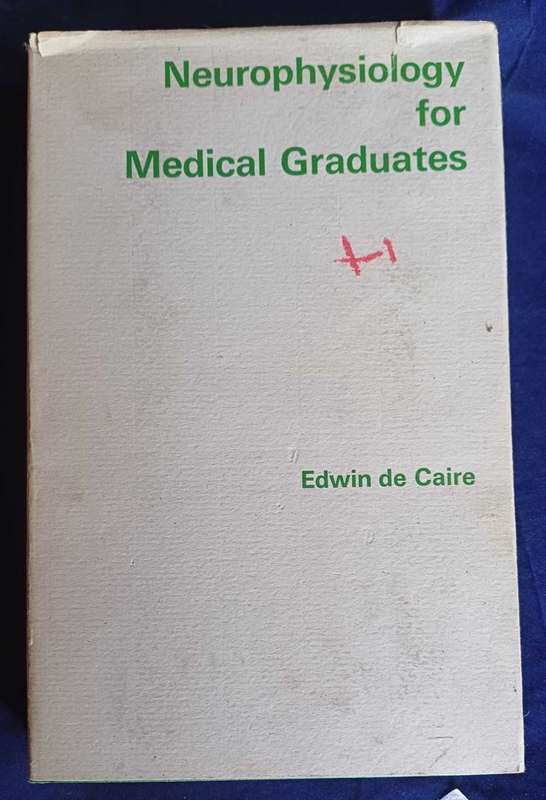 Neurophysiology
for
Medical Graduates
Edwin de Caire